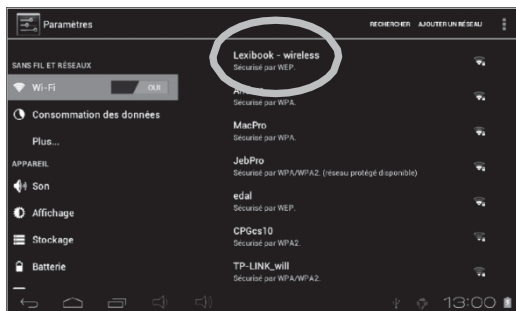 Paramètres
RECHERCHER AJOUTER UN RÉSEAU
SANS FIL ET RÉSEAUX
Wi-Fi
OUI
Consommation des données
Plus...
APPAREIL
Son
Affichage
Stockage
Batterie
Lexibook - wireless
Sécurisé par WEP.
Sécurisé par WPA.
MacPro
Sécurisé par WPA.
JebPro
Sécurisé par WPA/WPA2. (réseau protégé disponible)
edal
Sécurisé par WEP.
CPGcs10
Sécurisé par WPA2.
TP-LINK_will
Sécurisé par WPA/WPA2.
13:00